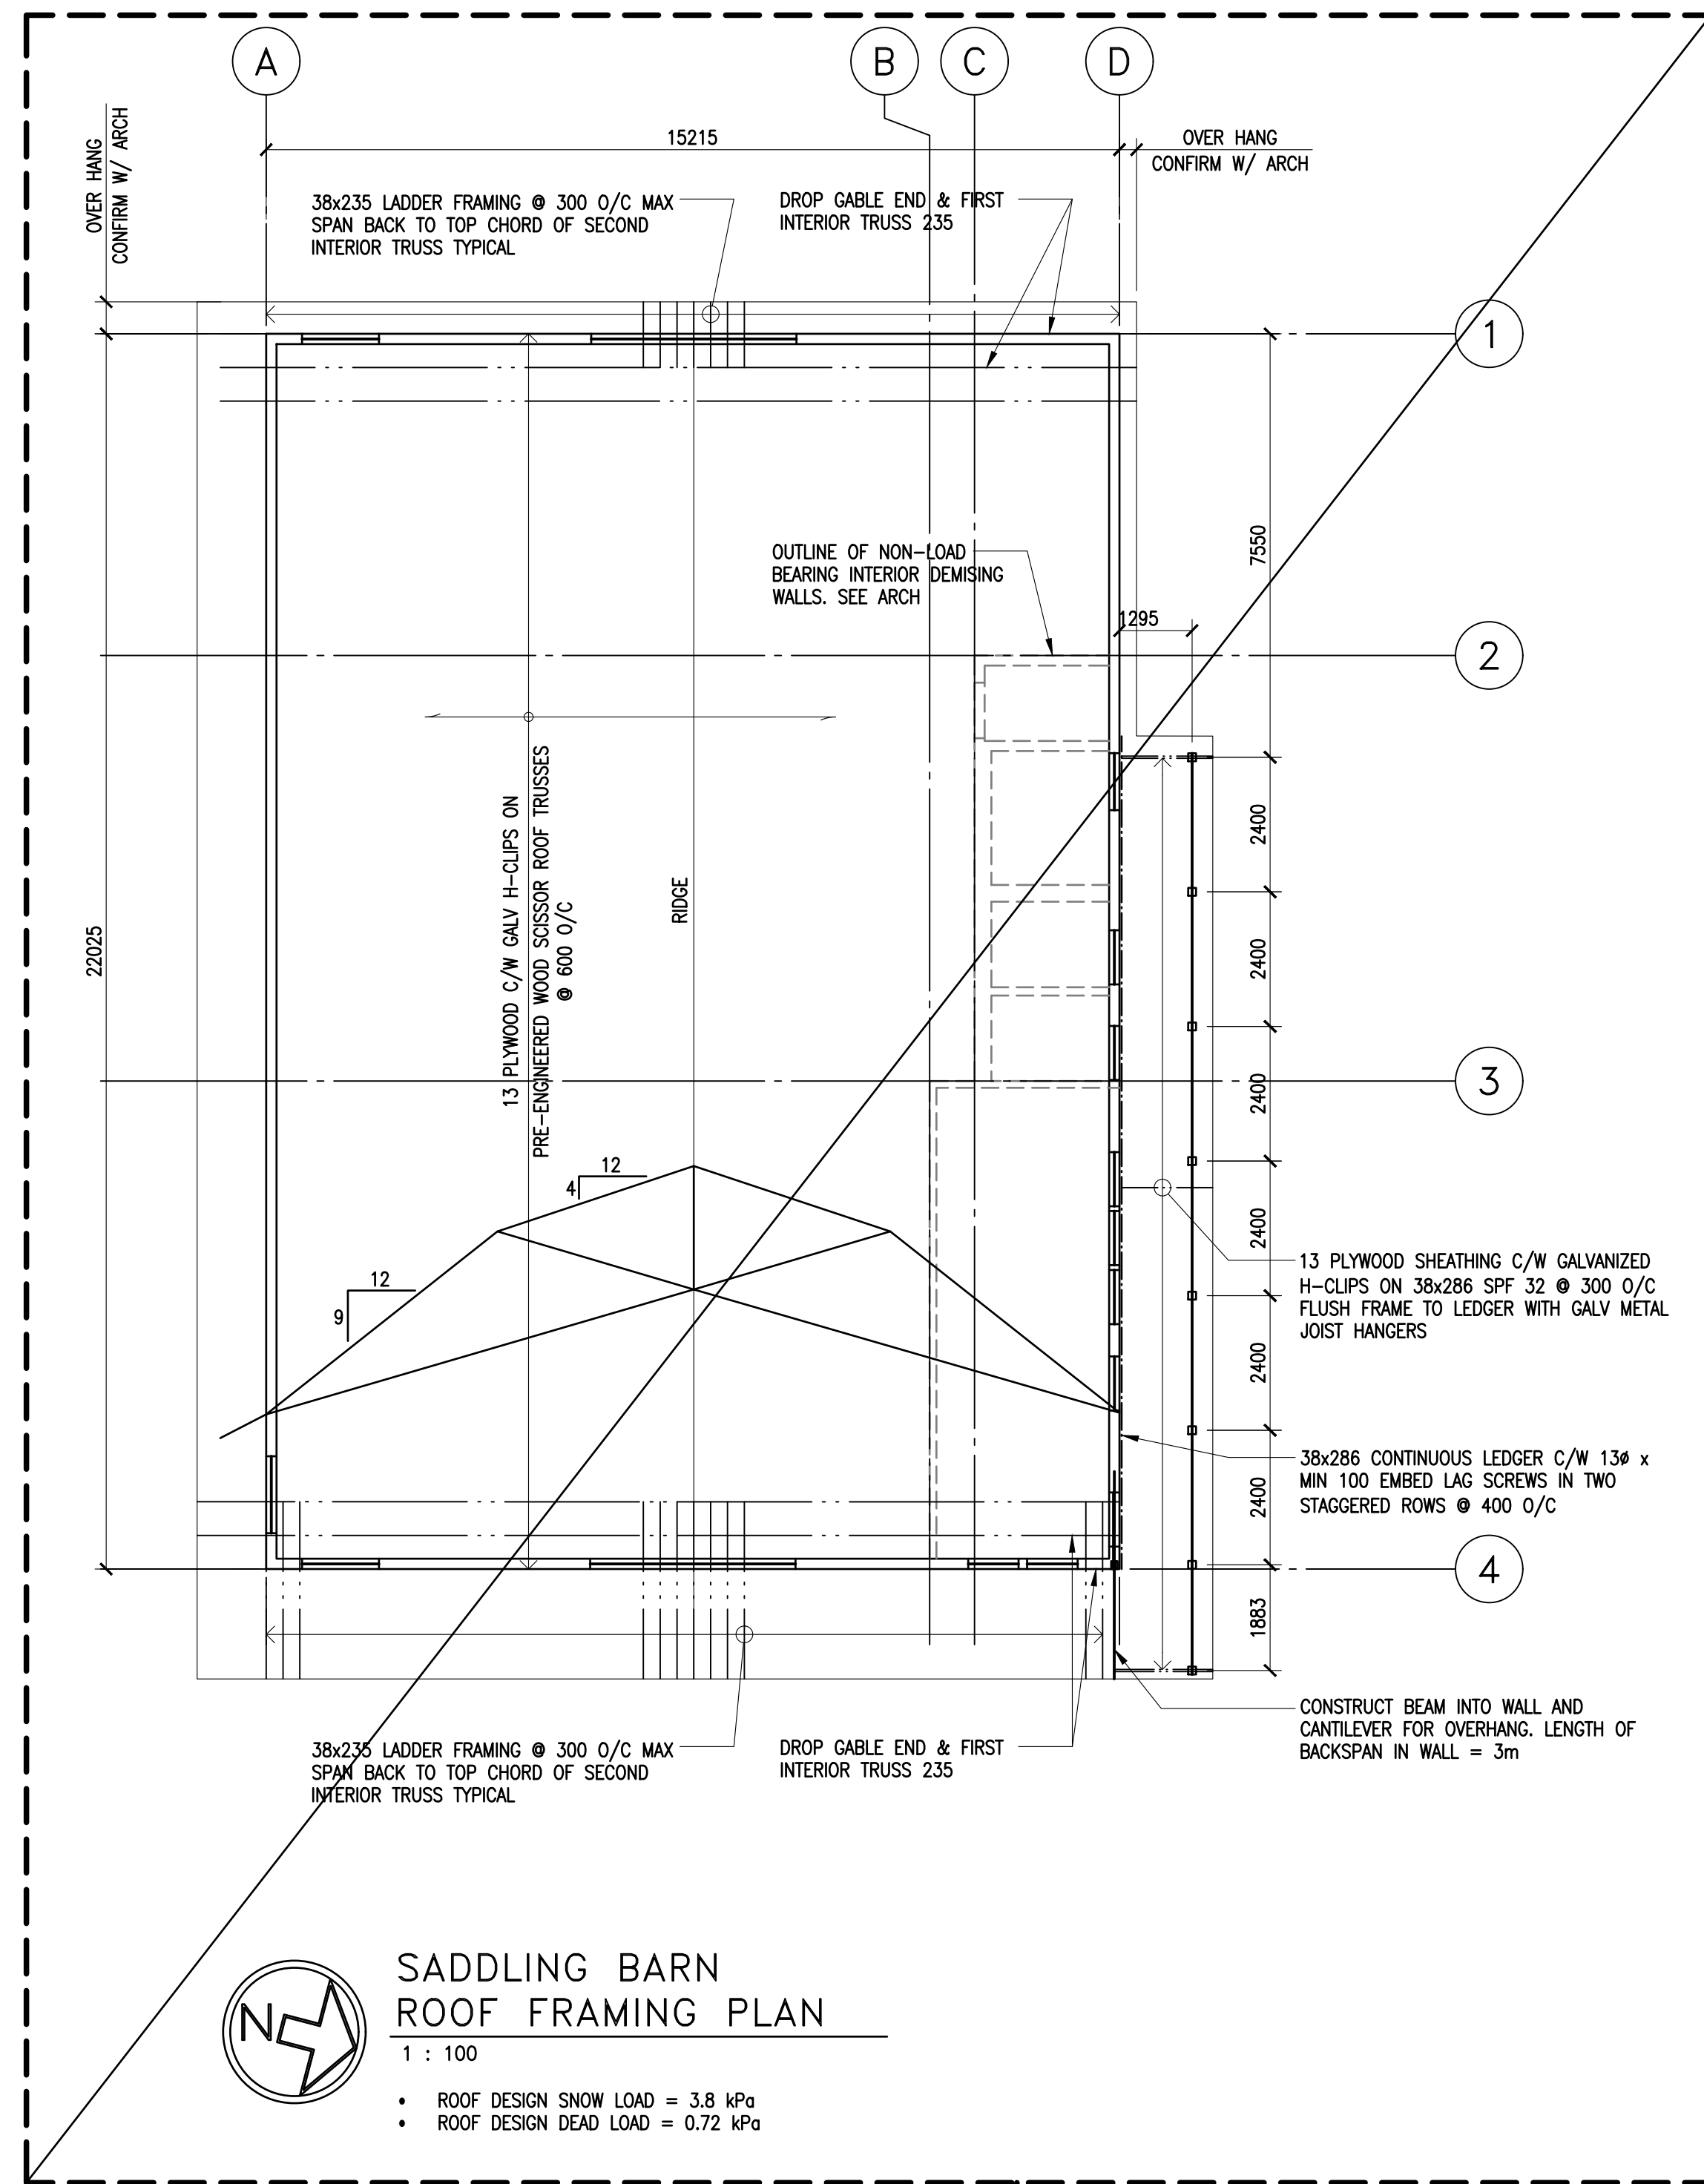 A
B
C
D
15215
OVER HANG
CONFIRM W/ ARCH
OVER HANG
CONFIRM W/ ARCH
38x235 LADDER FRAMING @ 300 O/C MAX
SPAN BACK TO TOP CHORD OF SECOND
INTERIOR TRUSS TYPICAL
DROP GABLE END & FIRST
INTERIOR TRUSS 235
1
7550
OUTLINE OF NON-LOAD
BEARING INTERIOR DEMISING
WALLS. SEE ARCH
1295
2
13 PLYWOOD C/W GALV H-CLIPS ON
PRE-ENGINEERED WOOD SCISSOR ROOF TRUSSES
@ 600 O/C
RIDGE
22025
2400
2400
2400
2400
2400
2400
1883
3
12
4
12
9
13 PLYWOOD SHEATHING C/W GALVANIZED
H-CLIPS ON 38x286 SPF 32 @ 300 O/C
FLUSH FRAME TO LEDGER WITH GALV METAL
JOIST HANGERS
38x286 CONTINUOUS LEDGER C/W 13ø x
MIN 100 EMBED LAG SCREWS IN TWO
STAGGERED ROWS @ 400 O/C
4
CONSTRUCT BEAM INTO WALL AND
CANTILEVER FOR OVERHANG. LENGTH OF
BACKSPAN IN WALL = 3m
38x235 LADDER FRAMING @ 300 O/C MAX
SPAN BACK TO TOP CHORD OF SECOND
INTERIOR TRUSS TYPICAL
DROP GABLE END & FIRST
INTERIOR TRUSS 235
N
SADDLING BARN
ROOF FRAMING PLAN
1 : 100
• ROOF DESIGN SNOW LOAD = 3.8 kPa
• ROOF DESIGN DEAD LOAD = 0.72 kPa